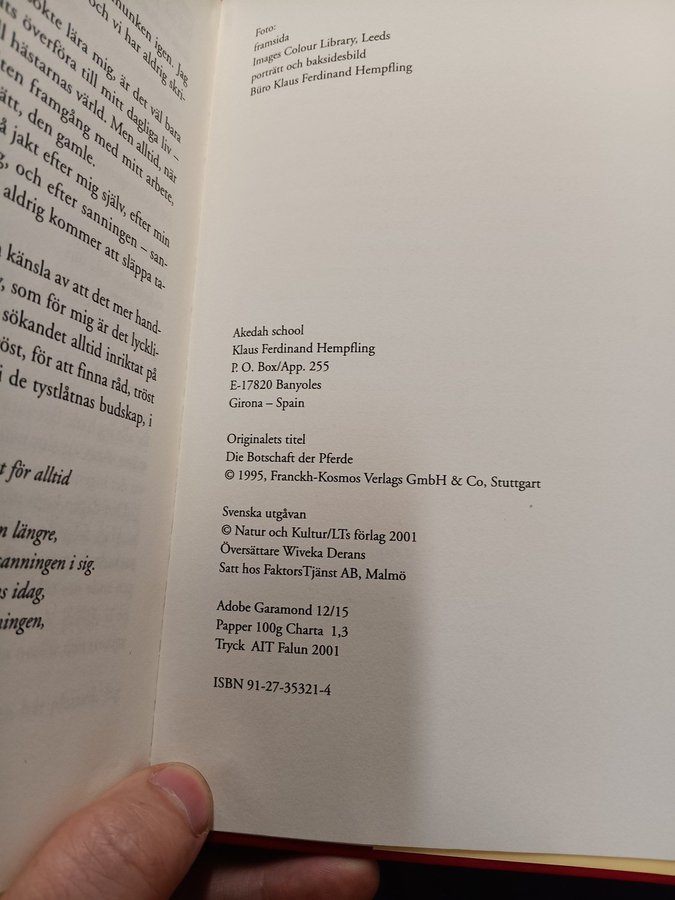 munken igen. Jag
och vi har aldrig skri-
ökte lära mig, är det väl bara
ts överföra till mitt dagliga liv –
ll hästarnas värld. Men alltid, när
ten framgång med mitt arbete,
ätt, den gamle.
å jakt efter mig själv, efter min
g, och efter sanningen – san-
aldrig kommer att släppa ta-
n känsla av att det mer hand-
g, som för mig är det lyckli-
sökandet alltid inriktat på
öst, för att finna råd, tröst
i de tystlåtnas budskap, i
t för alltid
n längre,
sanningen i sig.
s idag,
ningen,
Foto:
framsida
Images Colour Library, Leeds
porträtt och baksidesbild
Büro Klaus Ferdinand Hempfling
Akedah school
Klaus Ferdinand Hempfling
P. O. Box/App. 255
E-17820 Banyoles
Girona – Spain
Originalets titel
Die Botschaft der Pferde
© 1995, Franckh-Kosmos Verlags GmbH & Co, Stuttgart
Svenska utgåvan
© Natur och Kultur/LTs förlag 2001
Översättare Wiveka Derans
Satt hos FaktorsTjänst AB, Malmö
Adobe Garamond 12/15
Papper 100g Charta 1,3
Tryck AIT Falun 2001
ISBN 91-27-35321-4